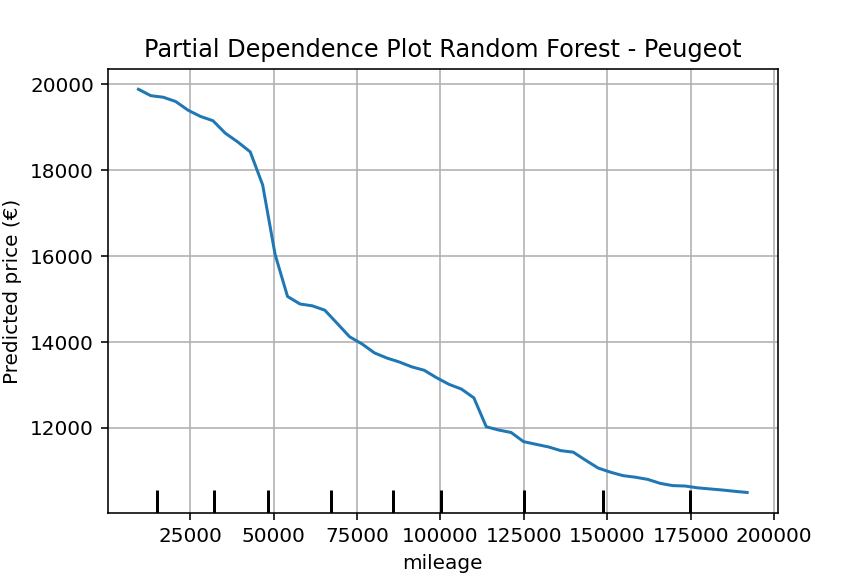 Partial Dependence Plot Random Forest - Peugeot
Predicted price (€)
20000
18000
16000
14000
12000
25000 50000 75000 100000 125000 150000 175000 200000
mileage